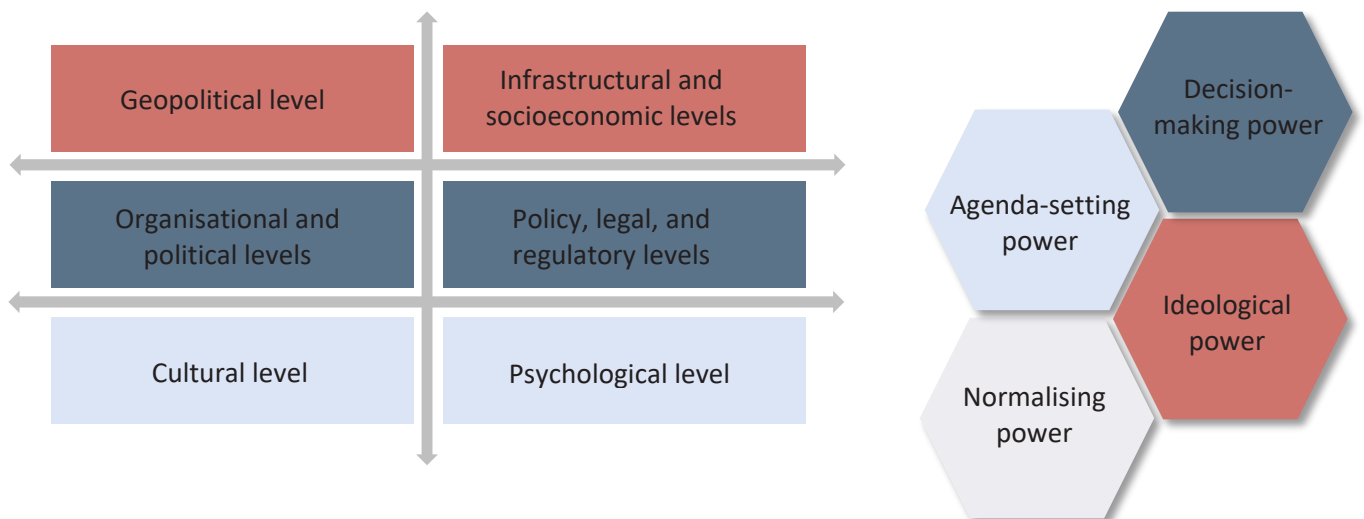 Geopolitical level
Infrastructural and
socioeconomic levels
Organisational and
political levels
Policy, legal, and
regulatory levels
Cultural level
Psychological level
Decision-
making power
Agenda-setting
power
Ideological
power
Normalising
power